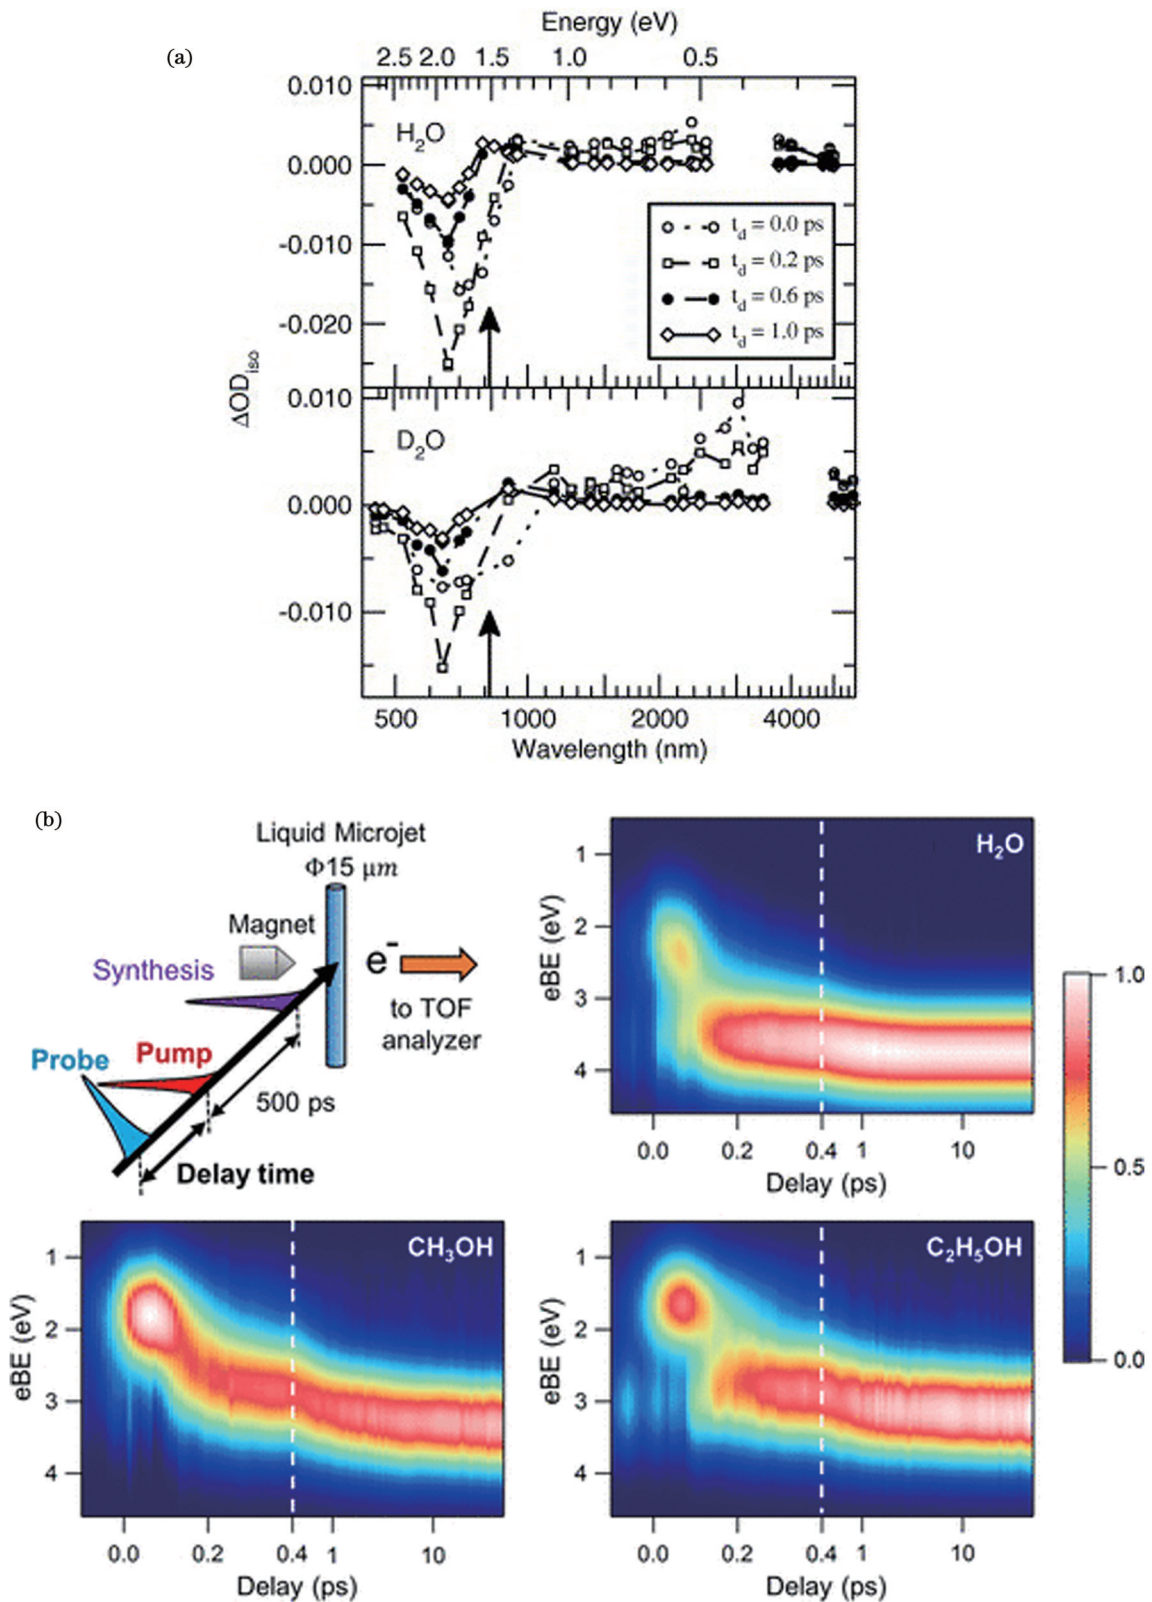 (a)
Energy (eV)
2.5 2.0 1.5 1.0 0.5
0.010
H2O
0.000
-0.010
-0.020
td = 0.0 ps
td = 0.2 ps
td = 0.6 ps
td = 1.0 ps
ΔODiso
0.010
D2O
0.000
-0.010
500 1000 2000 4000
Wavelength (nm)
(b)
Liquid Microjet
Φ15 μm
Magnet
Synthesis
e-
to TOF
analyzer
Probe
Pump
500 ps
Delay time
H2O
eBE (eV)
1
2
3
4
0.0 0.2 0.4 1 10
Delay (ps)
1.0
0.5
0.0
CH3OH
eBE (eV)
1
2
3
4
0.0 0.2 0.4 1 10
Delay (ps)
C2H5OH
eBE (eV)
1
2
3
4
0.0 0.2 0.4 1 10
Delay (ps)